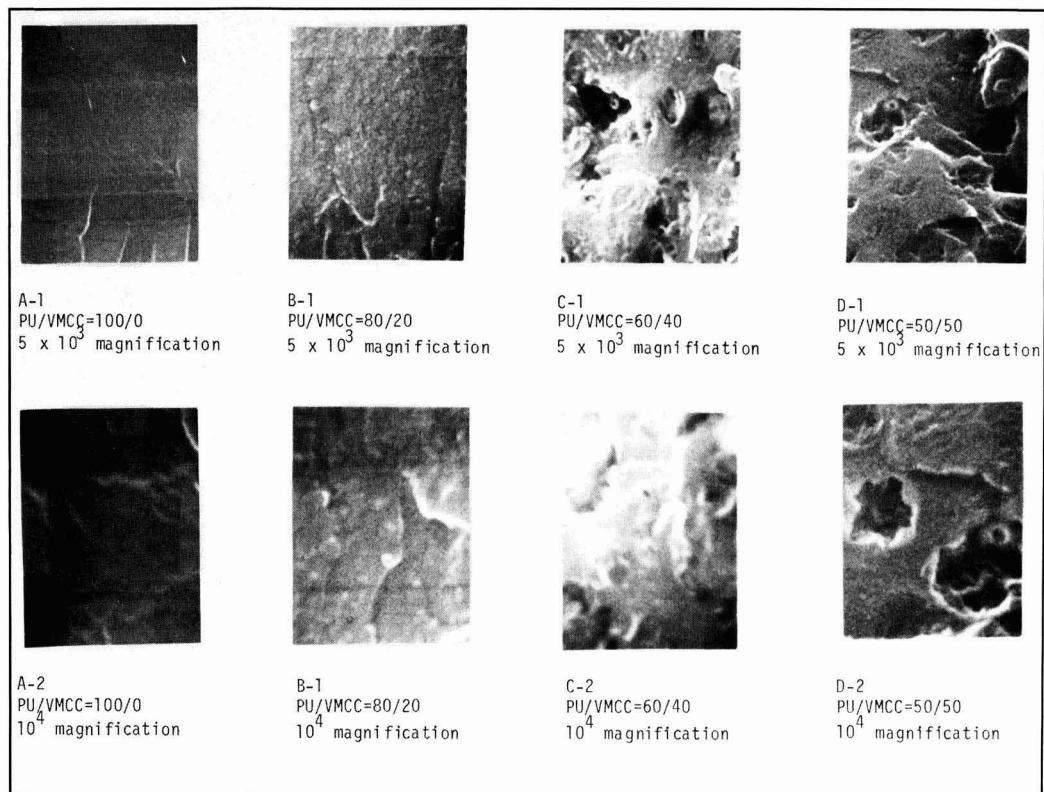 A-1
PU/VMCC=100/0
5 x 10³ magnification
B-1
PU/VMCC=80/20
5 x 10³ magnification
C-1
PU/VMCC=60/40
5 x 10³ magnification
D-1
PU/VMCC=50/50
5 x 10³ magnification
A-2
PU/VMCC=100/0
10⁴ magnification
B-1
PU/VMCC=80/20
10⁴ magnification
C-2
PU/VMCC=60/40
10⁴ magnification
D-2
PU/VMCC=50/50
10⁴ magnification